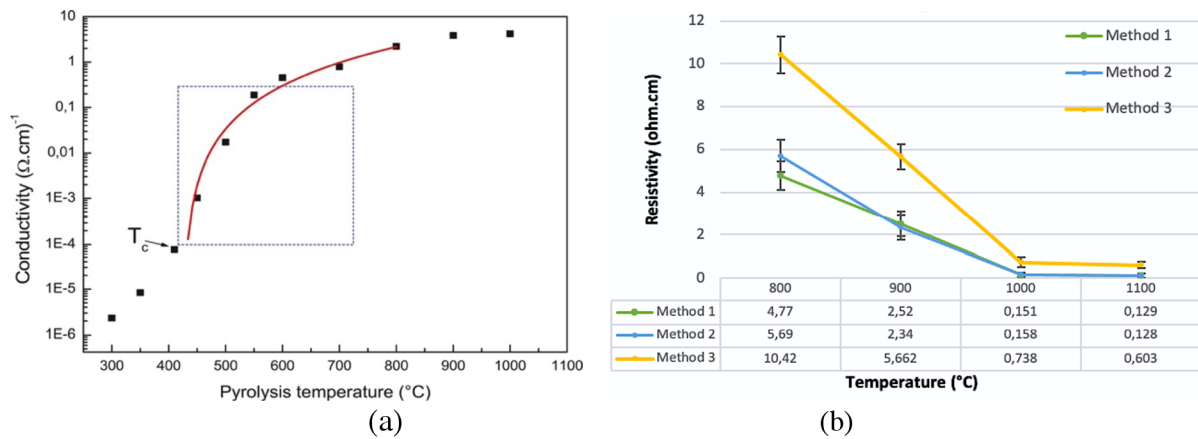 10
1
0,1
0,01
1E-3
1E-4
1E-5
1E-6
Conductivity (Ω.cm)-1
Tc
300 400 500 600 700 800 900 1000 1100
Pyrolysis temperature (°C)
(a)
12
10
8
6
4
2
0
Resistivity (ohm.cm)
Method 1
Method 2
Method 3
800 900 1000 1100
Method 1 4,77 2,52 0,151 0,129
Method 2 5,69 2,34 0,158 0,128
Method 3 10,42 5,662 0,738 0,603
Temperature (°C)
(b)